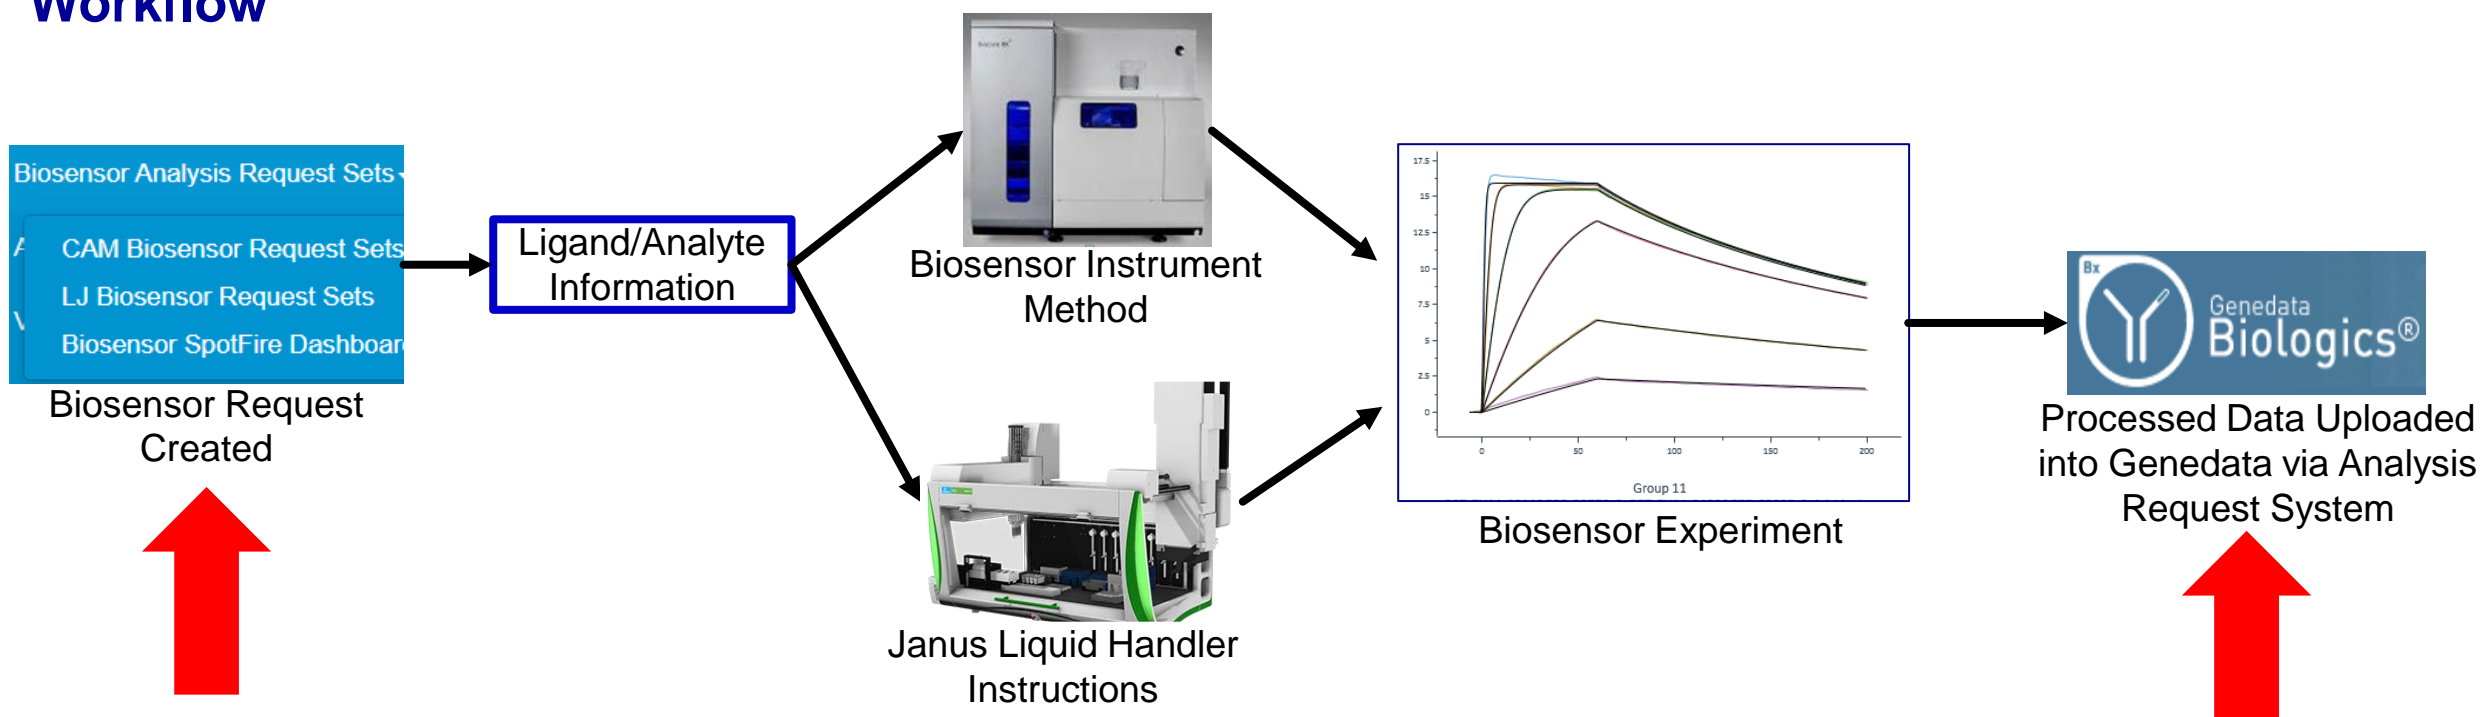 Workflow
Biosensor Analysis Request Sets
CAM Biosensor Request Sets
LJ Biosensor Request Sets
Biosensor SpotFire Dashboar
Biosensor Request
Created
Ligand/Analyte
Information
Biosensor Instrument
Method
Janus Liquid Handler
Instructions
17.5
15
12.5
10
7.5
5
2.5
0
0
50
100
150
200
Group 11
Biosensor Experiment
Bx
Genedata
Biologics®
Processed Data Uploaded
into Genedata via Analysis
Request System